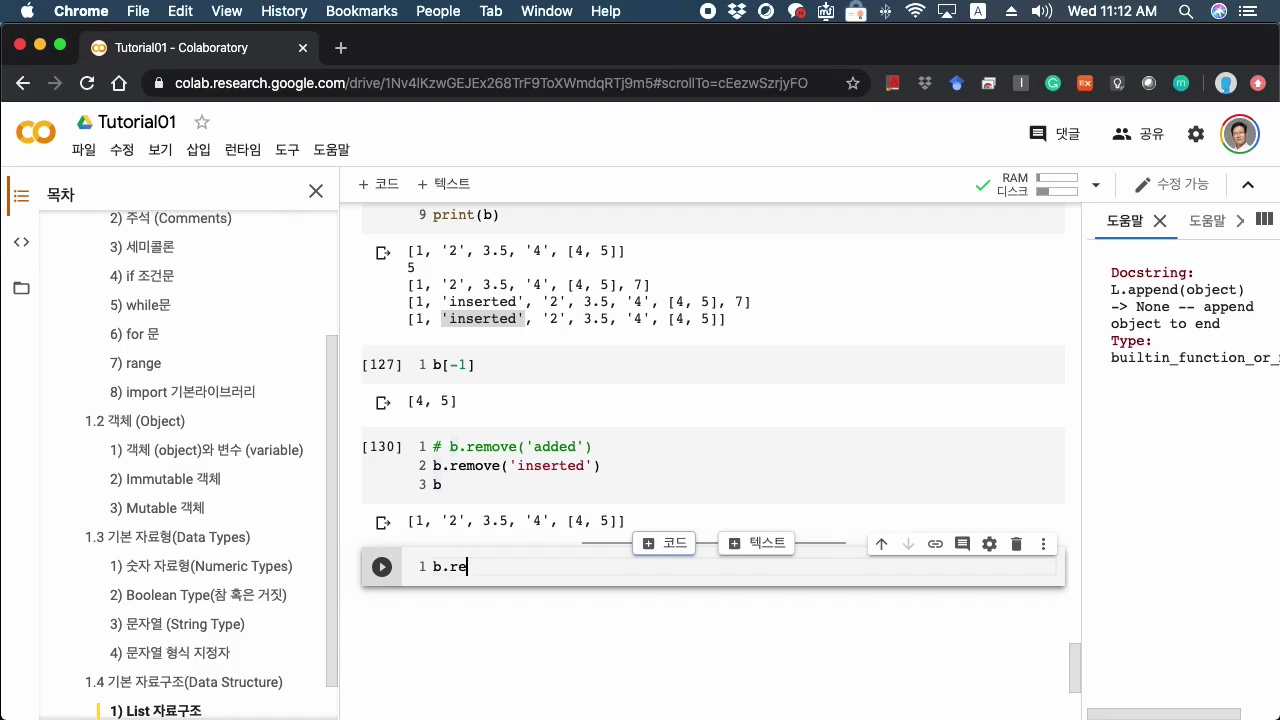 Chrome File Edit View History Bookmarks People Tab Window Help
A
Wed 11:12 AM
Tutorial01 - Colaboratory
colab.research.google.com/drive/1Nv4lKzwGEJEx268TrF9ToXWmdqRTj9m5#scrollTo=cEezwSzrjyFO
Tutorial01
파일 수정 보기 삽입 런타임 도구 도움말
댓글
공유
목차
+ 코드 + 텍스트
RAM
디스크
수정 가능
2) 주석 (Comments)
3) 세미콜론
4) if 조건문
5) while문
6) for 문
7) range
8) import 기본라이브러리
1.2 객체 (Object)
1) 객체 (object)와 변수 (variable)
2) Immutable 객체
3) Mutable 객체
1.3 기본 자료형(Data Types)
1) 숫자 자료형(Numeric Types)
2) Boolean Type(참 혹은 거짓)
3) 문자열 (String Type)
4) 문자열 형식 지정자
1.4 기본 자료구조(Data Structure)
1) List 자료구조
9 print(b)
[1, '2', 3.5, '4', [4, 5]]
5
[1, '2', 3.5, '4', [4, 5], 7]
[1, 'inserted', '2', 3.5, '4', [4, 5], 7]
[1, 'inserted', '2', 3.5, '4', [4, 5]]
[127] 1 b[-1]
[4, 5]
[130] 1 # b.remove('added')
2 b.remove('inserted')
3 b
[1, '2', 3.5, '4', [4, 5]]
코드
텍스트
1 b.re
도움말
도움말
Docstring:
L.append(object)
-> None -- append
object to end
Type:
builtin_function_or_